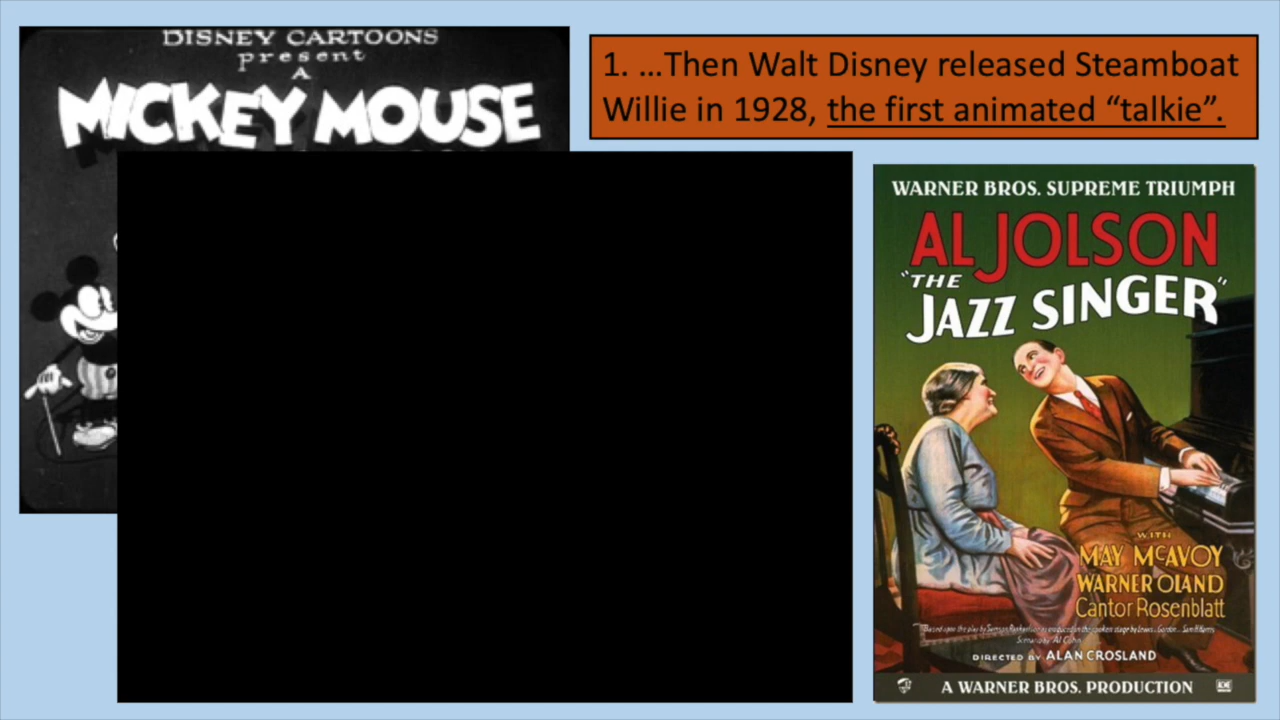 DISNEY CARTOONS
present
A
MICKEY MOUSE
1. …Then Walt Disney released Steamboat
Willie in 1928, the first animated “talkie”.
WARNER BROS. SUPREME TRIUMPH
AL JOLSON
"THE
JAZZ SINGER"
WITH
MAY McAVOY
WARNER OLAND
Cantor Rosenblatt
DIRECTED BY ALAN CROSLAND
A WARNER BROS. PRODUCTION